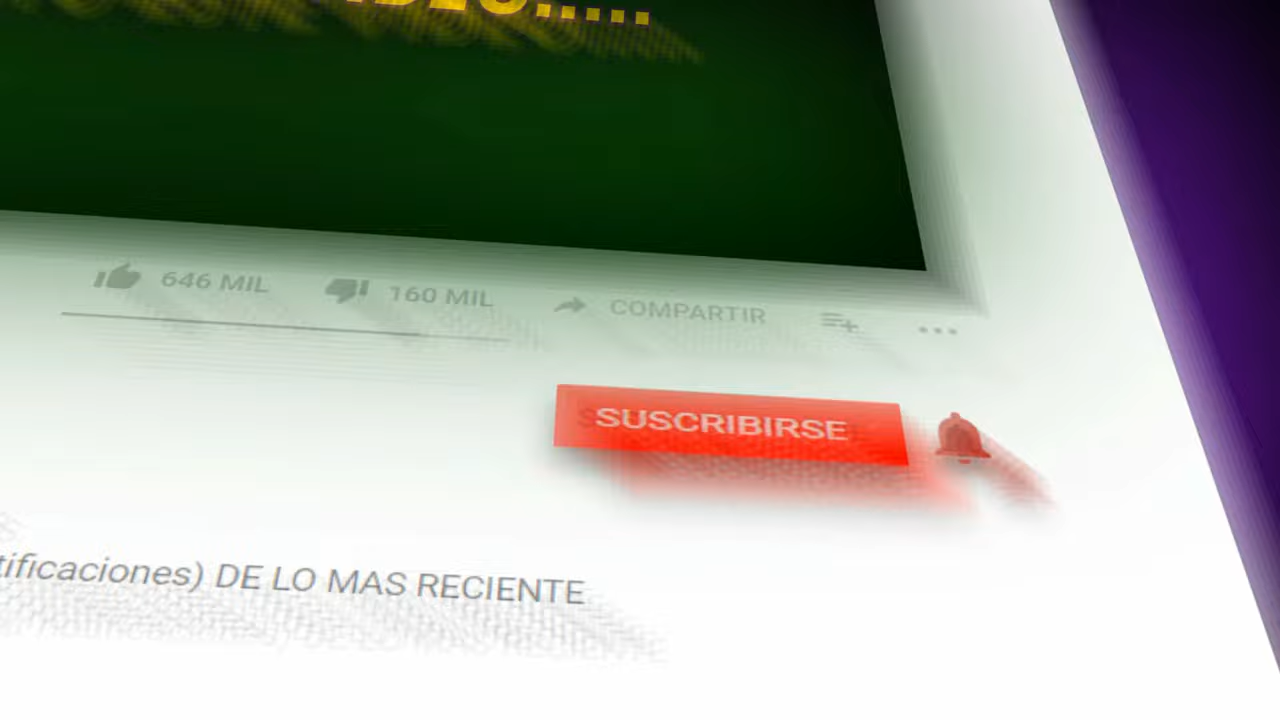 646 MIL 160 MIL COMPARTIR
SUSCRIBIRSE
tificaciones) DE LO MAS RECIENTE